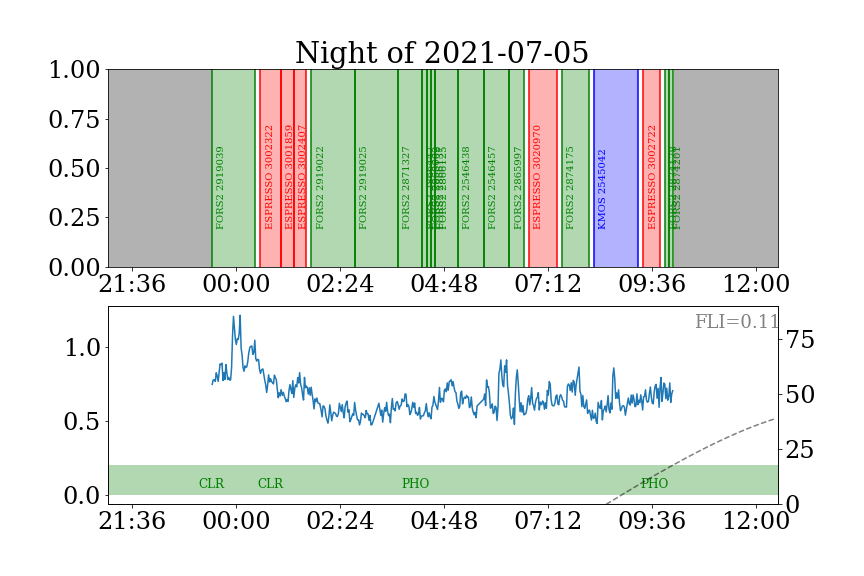 Night of 2021-07-05
1.00
0.75
0.50
0.25
0.00
FORS2 2919039
ESPRESSO 3002322
ESPRESSO 3001859
ESPRESSO 3002407
FORS2 2919022
FORS2 2919025
FORS2 2871327
FORS2 2546438
FORS2 2546457
FORS2 2865997
ESPRESSO 3020970
FORS2 2874175
KMOS 2545042
ESPRESSO 3002722
FORS2 2874201
21:36 00:00 02:24 04:48 07:12 09:36 12:00
FLI=0.11
1.0
0.5
0.0
75
50
25
0
CLR CLR PHO PHO
21:36 00:00 02:24 04:48 07:12 09:36 12:00